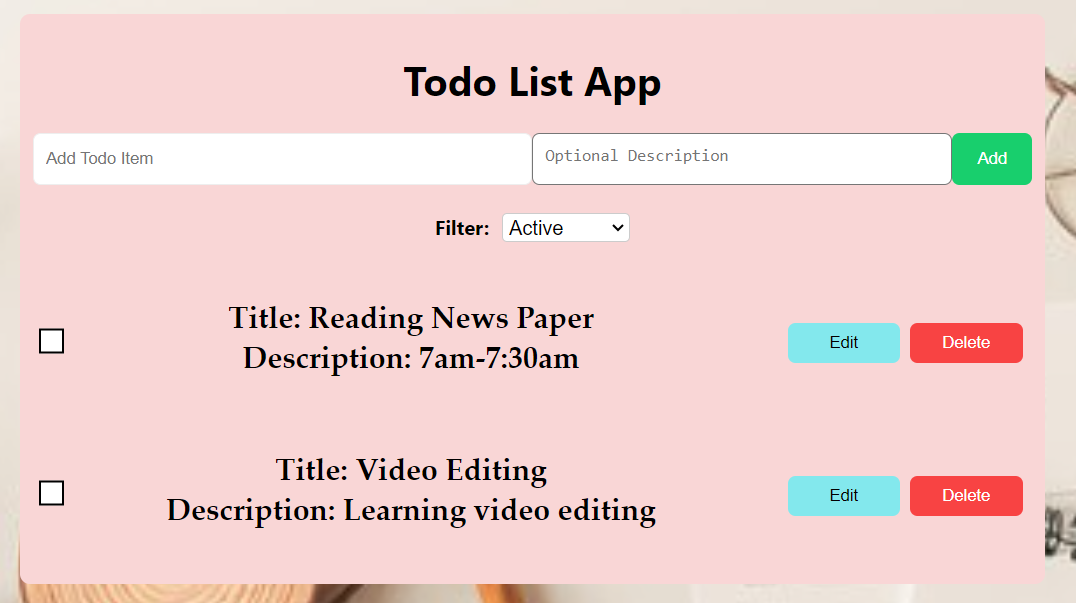 Todo List App
Add Todo Item
Optional Description
Add
Filter: Active
Title: Reading News Paper
Description: 7am-7:30am
Edit
Delete
Title: Video Editing
Description: Learning video editing
Edit
Delete